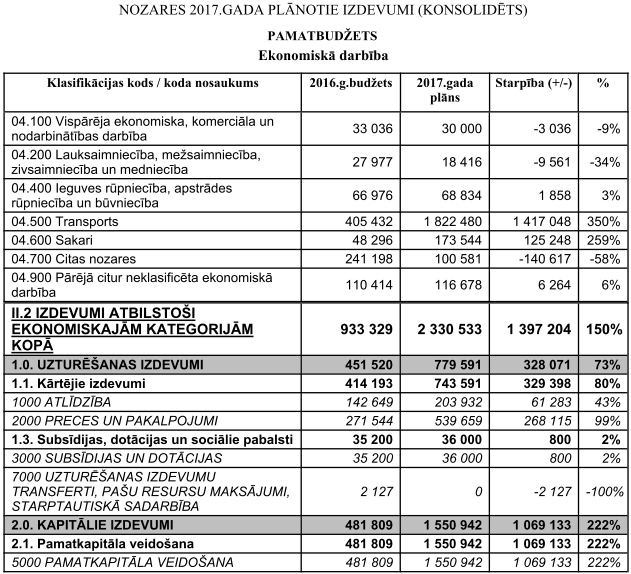 NOZARES 2017.GADA PLĀNOTIE IZDEVUMI (KONSOLIDĒTS)
PAMATBUDŽETS
Ekonomiskā darbība
Klasifikācijas kods / koda nosaukums 2016.g.budžets 2017.gada plāns Starpība (+/-) %
04.100 Vispārēja ekonomiska, komerciāla un
nodarbinātības darbība 33 036 30 000 -3 036 -9%
04.200 Lauksaimniecība, mežsaimniecība,
zivsaimniecība un medniecība 27 977 18 416 -9 561 -34%
04.400 Ieguves rūpniecība, apstrādes
rūpniecība un būvniecība 66 976 68 834 1 858 3%
04.500 Transports 405 432 1 822 480 1 417 048 350%
04.600 Sakari 48 296 173 544 125 248 259%
04.700 Citas nozares 241 198 100 581 -140 617 -58%
04.900 Pārējā citur neklasificēta ekonomiskā
darbība 110 414 116 678 6 264 6%
II.2 IZDEVUMI ATBILSTOŠI
EKONOMISKAJĀM KATEGORIJĀM
KOPĀ 933 329 2 330 533 1 397 204 150%
1.0. UZTURĒŠANAS IZDEVUMI 451 520 779 591 328 071 73%
1.1. Kārtējie izdevumi 414 193 743 591 329 398 80%
1000 ATLĪDZĪBA 142 649 203 932 61 283 43%
2000 PRECES UN PAKALPOJUMI 271 544 539 659 268 115 99%
1.3. Subsīdijas, dotācijas un sociālie pabalsti 35 200 36 000 800 2%
3000 SUBSĪDIJAS UN DOTĀCIJAS 35 200 36 000 800 2%
7000 UZTURĒŠANAS IZDEVUMU
TRANSFERTI, PAŠU RESURSU MAKSĀJUMI,
STARPTAUTISKĀ SADARBĪBA 2 127 0 -2 127 -100%
2.0. KAPITĀLIE IZDEVUMI 481 809 1 550 942 1 069 133 222%
2.1. Pamatkapitāla veidošana 481 809 1 550 942 1 069 133 222%
5000 PAMATKAPITĀLA VEIDOŠANA 481 809 1 550 942 1 069 133 222%